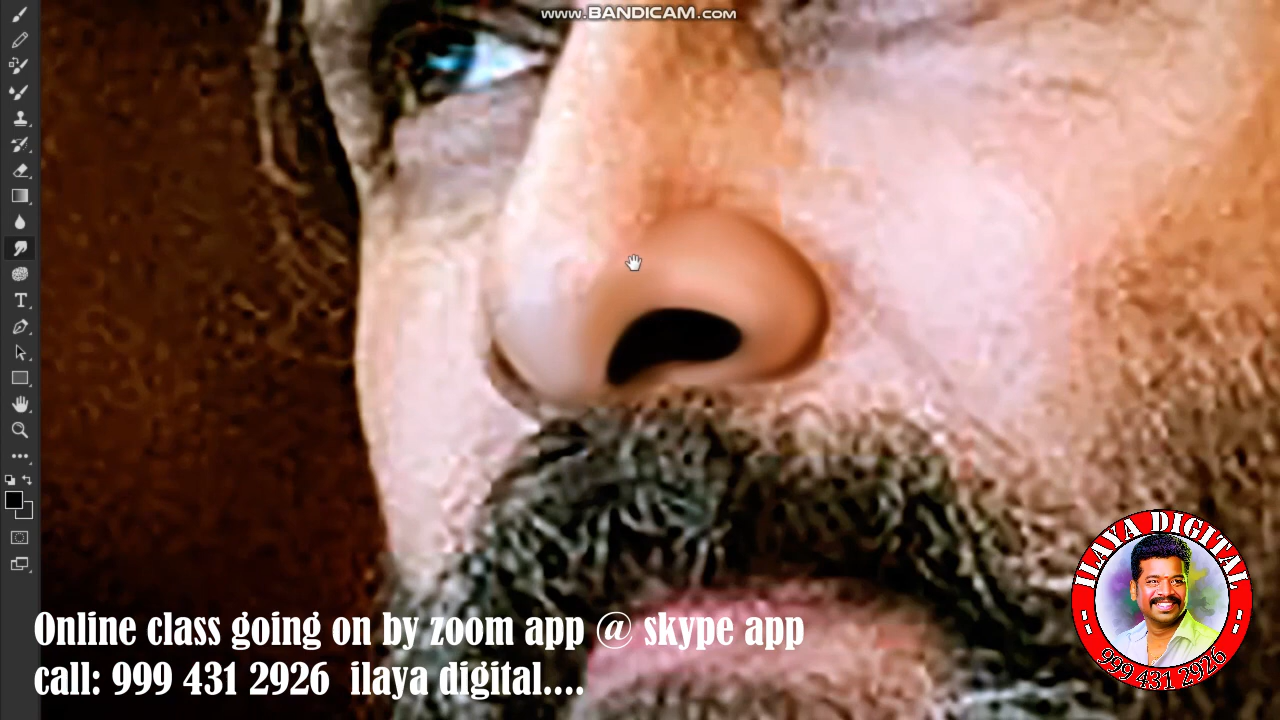 www.BANDICAM.com
Online class going on by zoom app @ skype app
call: 999 431 2926 ilaya digital....
ILAYA DIGITAL
999 431 2926